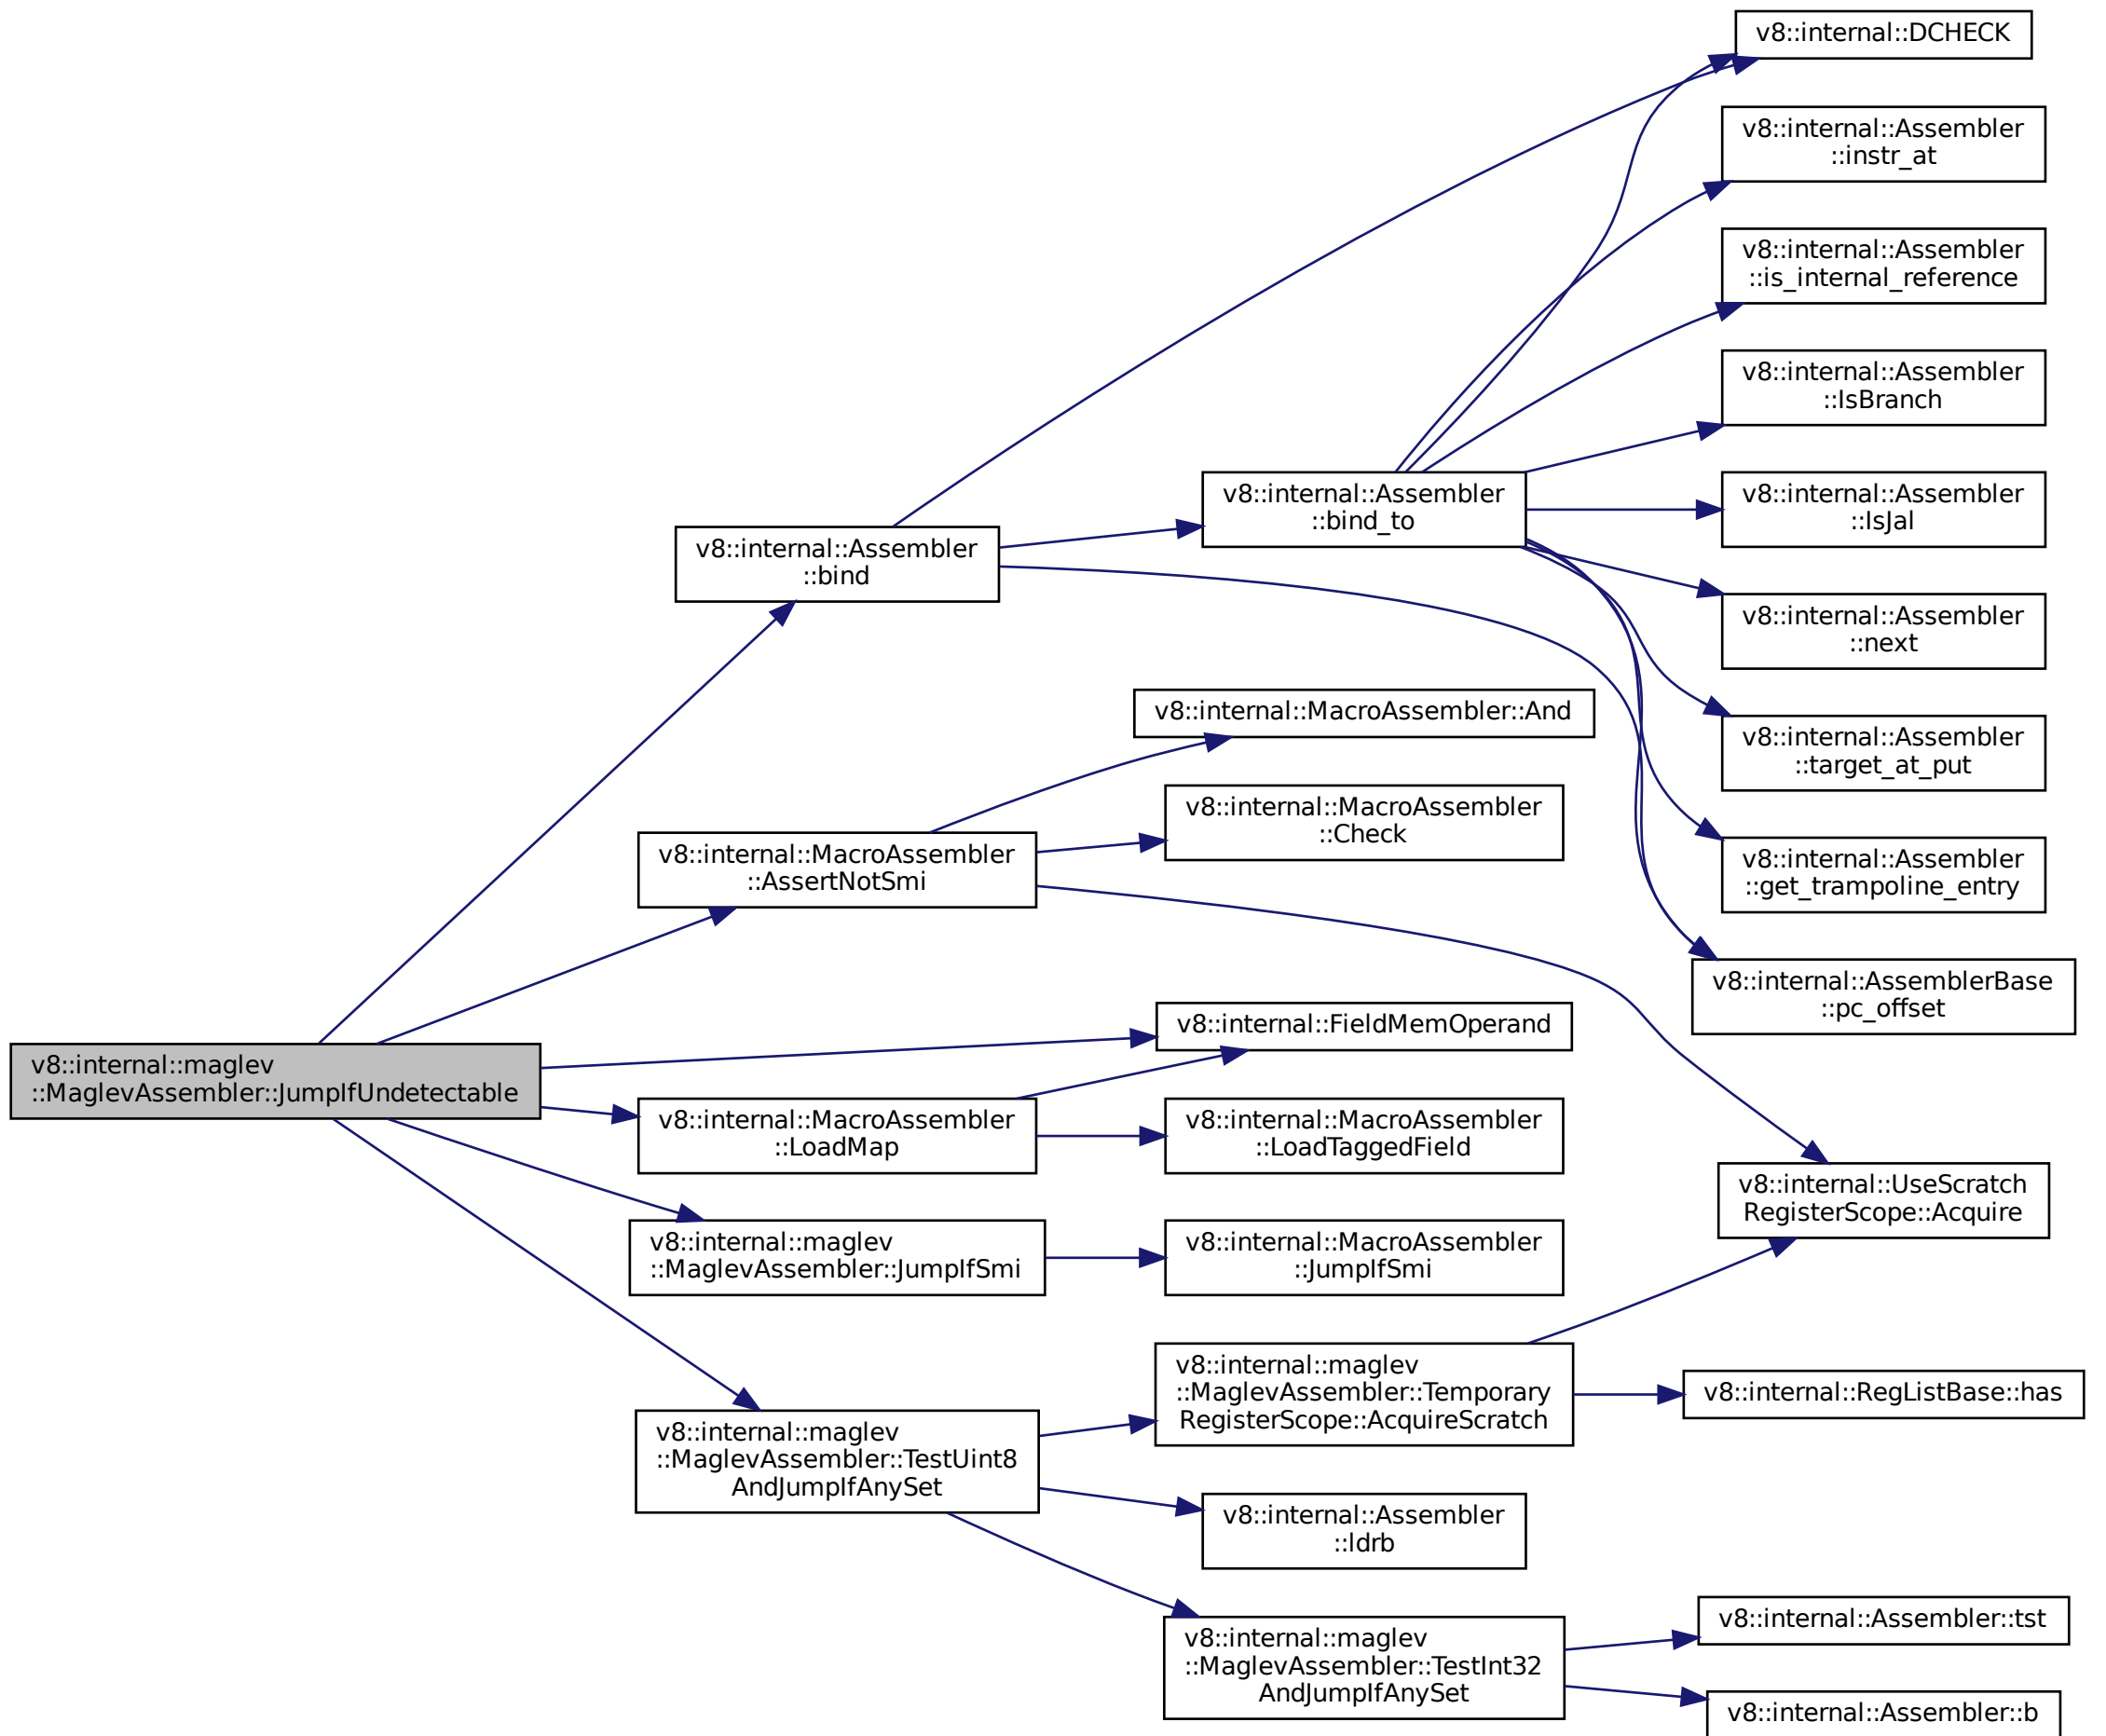 v8::internal::DCHECK
v8::internal::Assembler
::instr_at
v8::internal::Assembler
::is_internal_reference
v8::internal::Assembler
::IsBranch
v8::internal::Assembler
::bind_to
v8::internal::Assembler
::IsJal
v8::internal::Assembler
::bind
v8::internal::Assembler
::next
v8::internal::MacroAssembler::And
v8::internal::Assembler
::target_at_put
v8::internal::MacroAssembler
::Check
v8::internal::MacroAssembler
::AssertNotSmi
v8::internal::Assembler
::get_trampoline_entry
v8::internal::AssemblerBase
::pc_offset
v8::internal::FieldMemOperand
v8::internal::maglev
::MaglevAssembler::JumpIfUndetectable
v8::internal::MacroAssembler
::LoadMap
v8::internal::MacroAssembler
::LoadTaggedField
v8::internal::UseScratch
RegisterScope::Acquire
v8::internal::maglev
::MaglevAssembler::JumpIfSmi
v8::internal::MacroAssembler
::JumpIfSmi
v8::internal::maglev
::MaglevAssembler::Temporary
RegisterScope::AcquireScratch
v8::internal::RegListBase::has
v8::internal::maglev
::MaglevAssembler::TestUint8
AndJumpIfAnySet
v8::internal::Assembler
::ldrb
v8::internal::maglev
::MaglevAssembler::TestInt32
AndJumpIfAnySet
v8::internal::Assembler::tst
v8::internal::Assembler::b